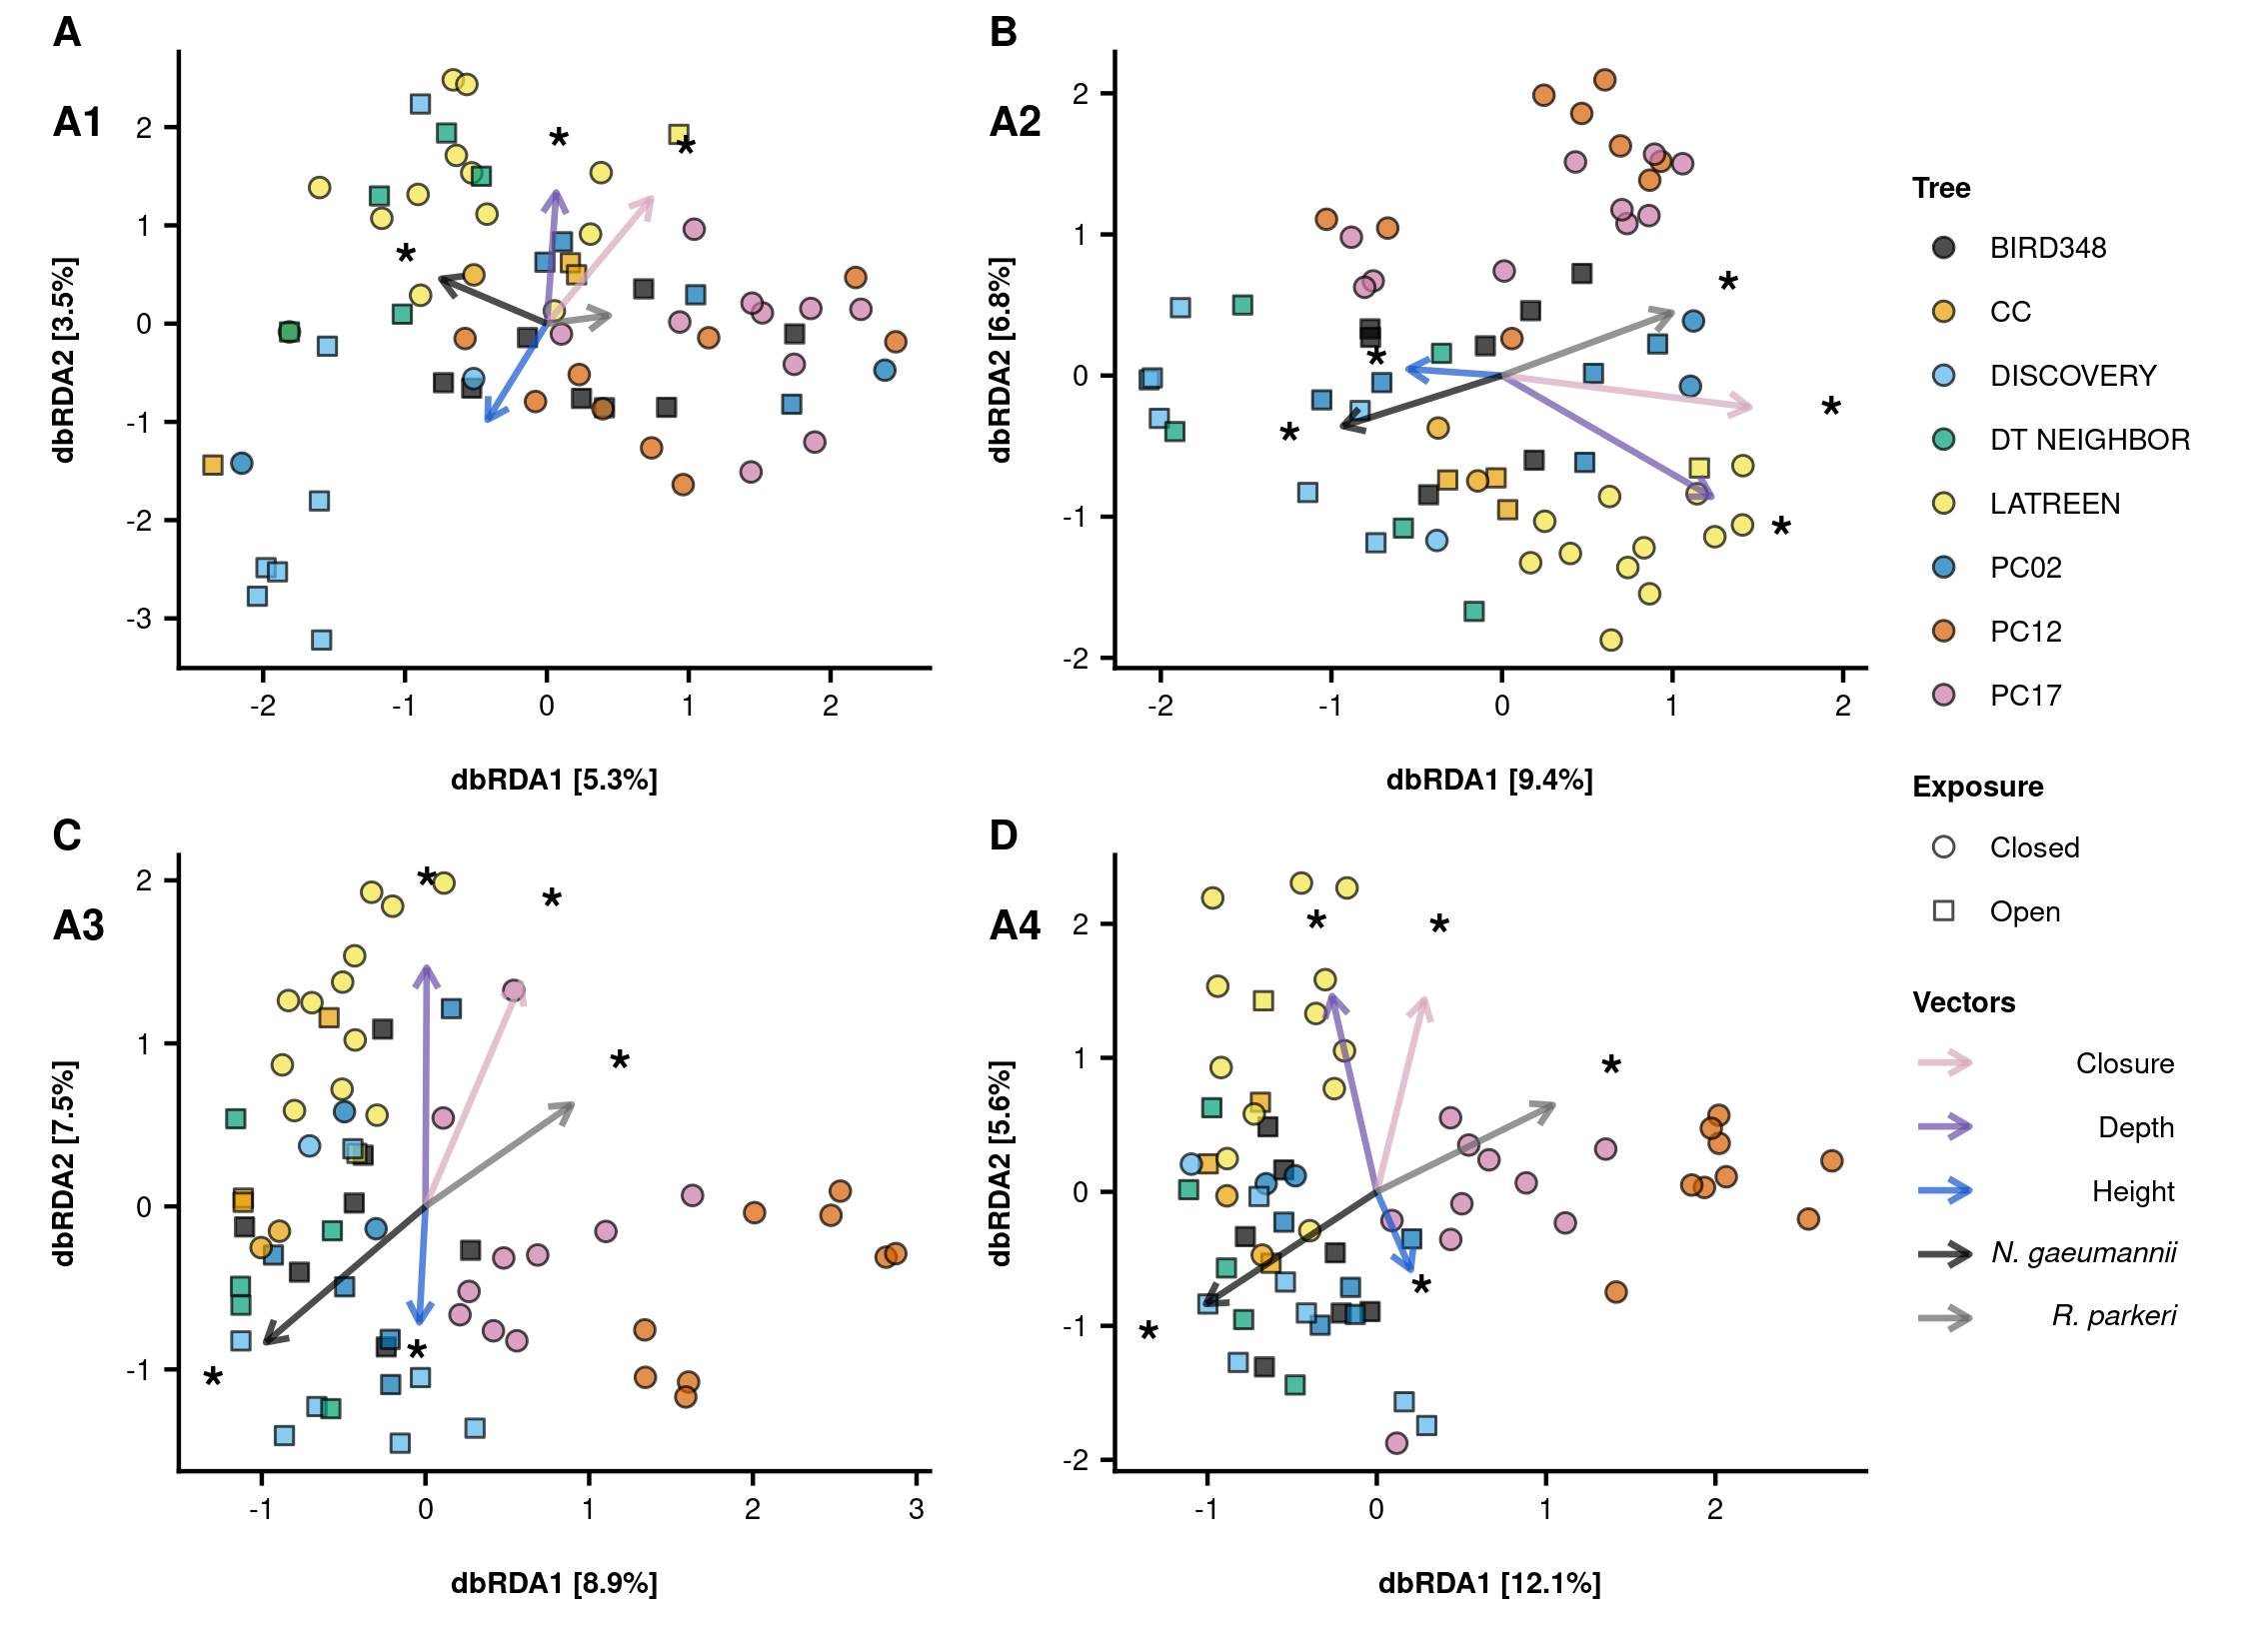 A
A1
2
1
0
-1
-2
-3
dbRDA2 [3.5%]
-2
-1
0
1
2
dbRDA1 [5.3%]
*
*
*
B
A2
2
1
0
-1
-2
dbRDA2 [6.8%]
-2
-1
0
1
2
dbRDA1 [9.4%]
*
*
*
*
*
C
A3
2
1
0
-1
dbRDA2 [7.5%]
-1
0
1
2
3
dbRDA1 [8.9%]
*
*
*
*
*
D
A4
2
1
0
-1
-2
dbRDA2 [5.6%]
-1
0
1
2
dbRDA1 [12.1%]
*
*
*
*
*
Tree
BIRD348
CC
DISCOVERY
DT NEIGHBOR
LATREEN
PC02
PC12
PC17
Exposure
Closed
Open
Vectors
Closure
Depth
Height
N. gaeumannii
R. parkeri